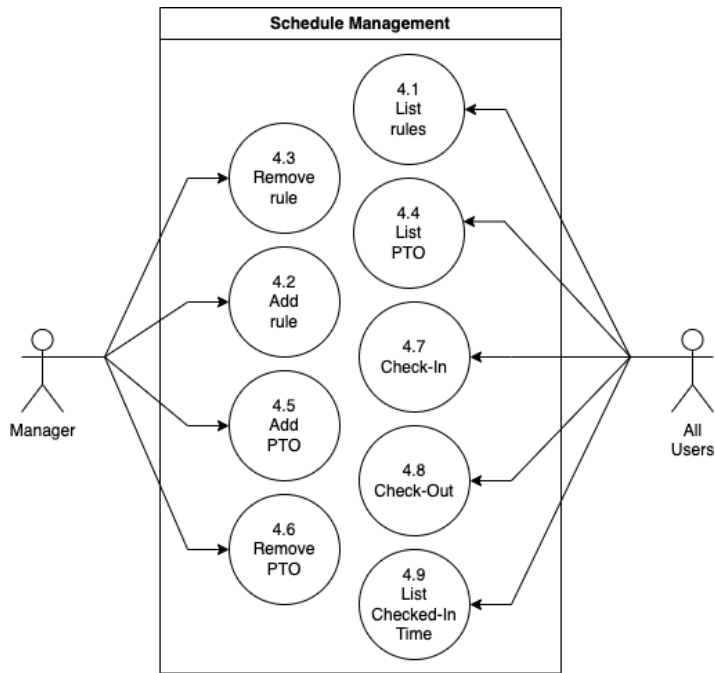 Schedule Management
4.1
List
rules
4.3
Remove
rule
4.4
List
PTO
4.2
Add
rule
4.7
Check-In
Manager
All
Users
4.5
Add
PTO
4.8
Check-Out
4.6
Remove
PTO
4.9
List
Checked-In
Time